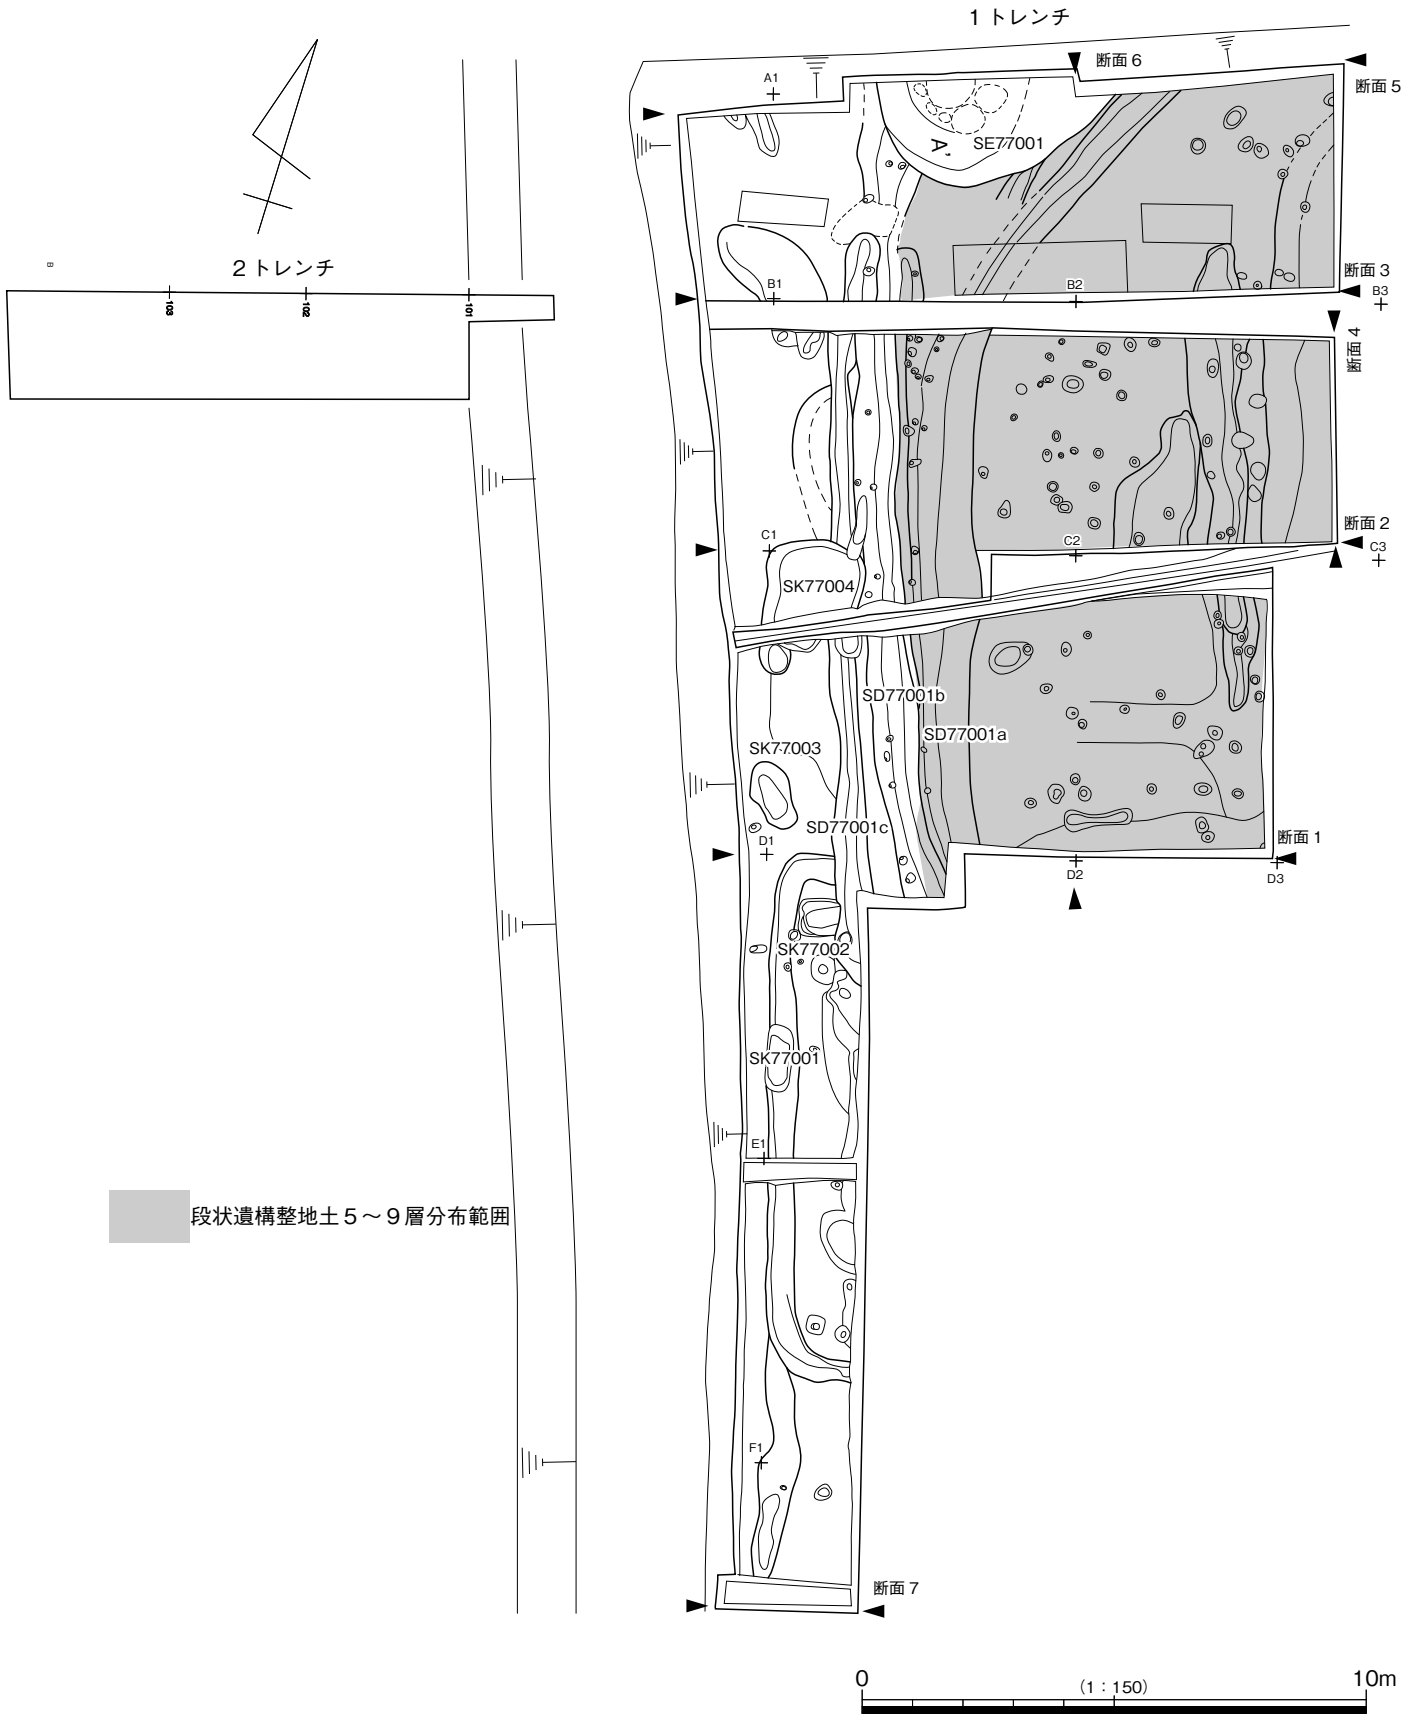 1 トレンチ
断面 6
断面 5
A1
SE77001
A'
2 トレンチ
B
103
102
101
B1
B2
断面 3
B3
断面 4
断面 2
C1
C2
C3
SK77004
SD77001b
SD77001a
SK77003
SD77001c
断面 1
D1
D2
D3
SK77002
SK77001
E1
段状遺構整地土５～９層分布範囲
F1
断面 7
0
(1：150)
10m